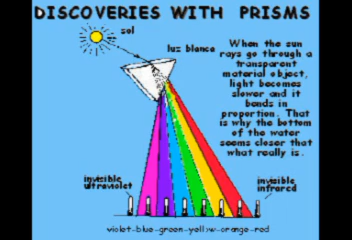 DISCOVERIES WITH PRISMS
sol
luz blanca
When the sun
rays go through a
transparent
material object,
light becomes
slower and it
bends in
proportion. That
is why the bottom
of the water
seems closer that
what really is.
invisible
ultraviolet
invisible
infrared
violet-blue-green-yellow-orange-red